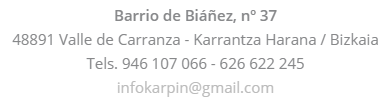 Barrio de Biáñez, nº 37
48891 Valle de Carranza - Karrantza Harana / Bizkaia
Tels. 946 107 066 - 626 622 245
infokarpin@gmail.com